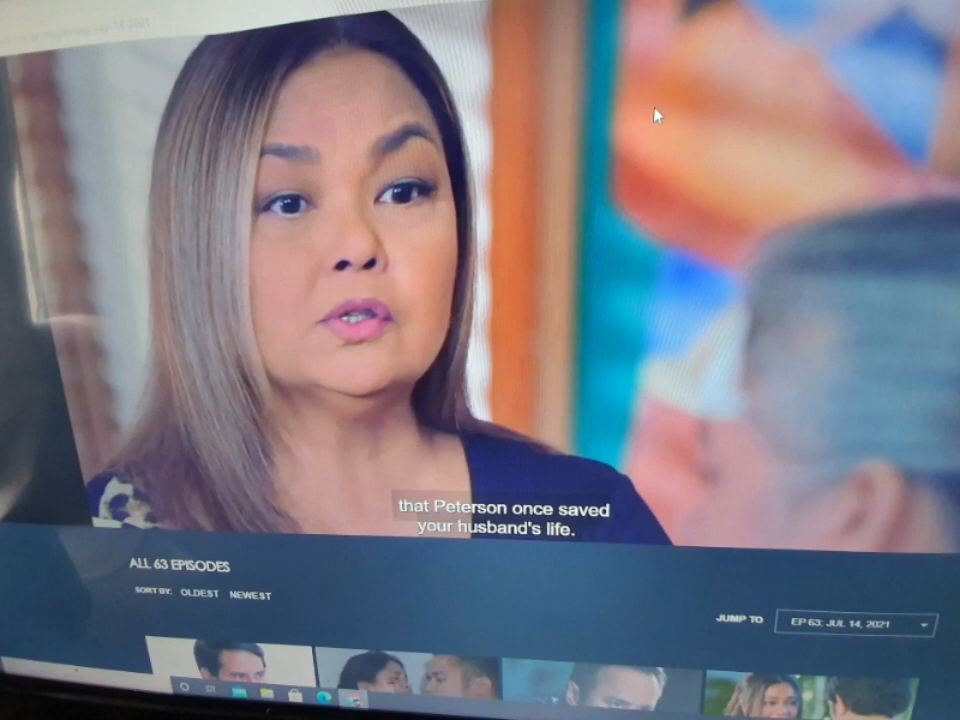 that Peterson once saved
your husband's life.
ALL 63 EPISODES
SORT BY: OLDEST NEWEST
JUMP TO EP 63: JUL 14, 2021